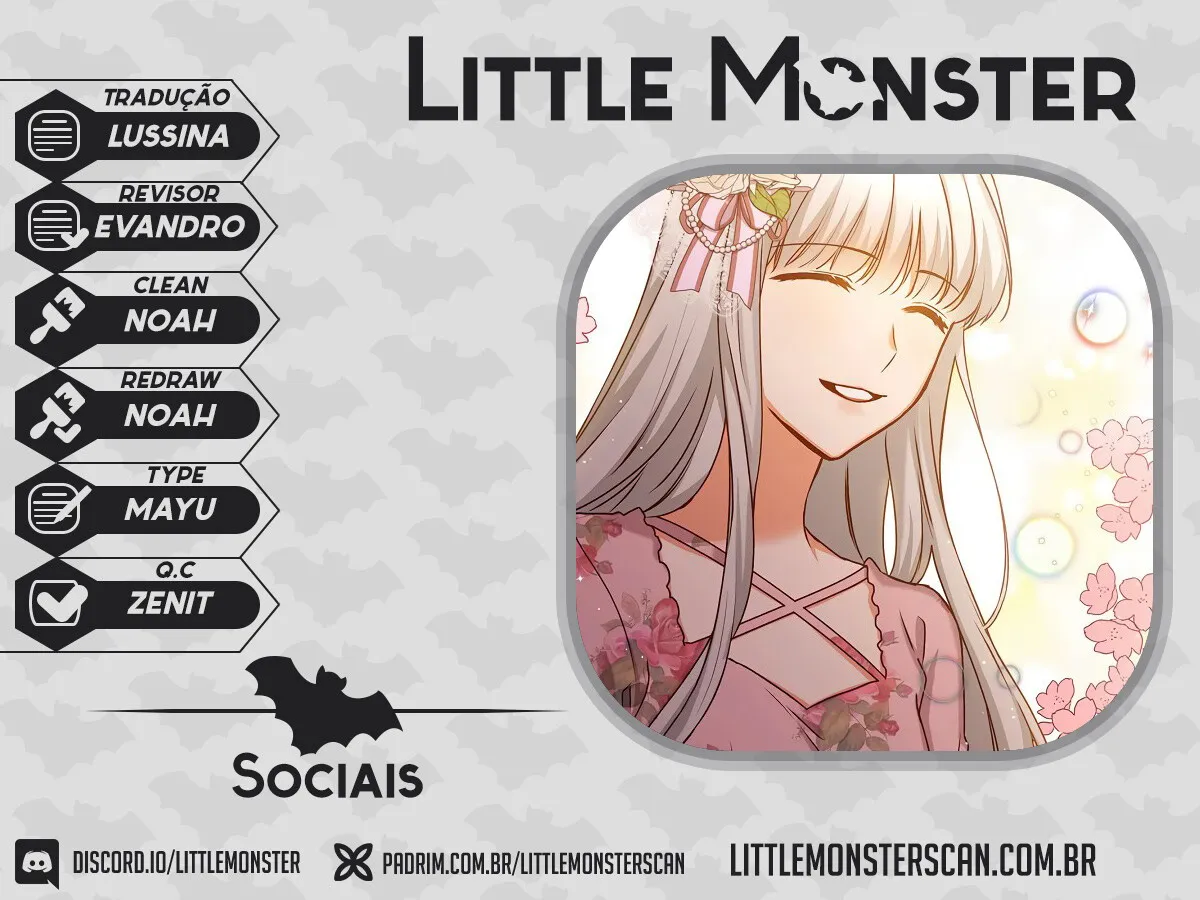 LITTLE MONSTER
TRADUÇÃO
LUSSINA
REVISOR
EVANDRO
CLEAN
NOAH
REDRAW
NOAH
TYPE
MAYU
Q.C
ZENIT
SOCIAIS
DISCORD.IO/LITTLEMONSTER
PADRIM.COM.BR/LITTLEMONSTERSCAN
LITTLEMONSTERSCAN.COM.BR